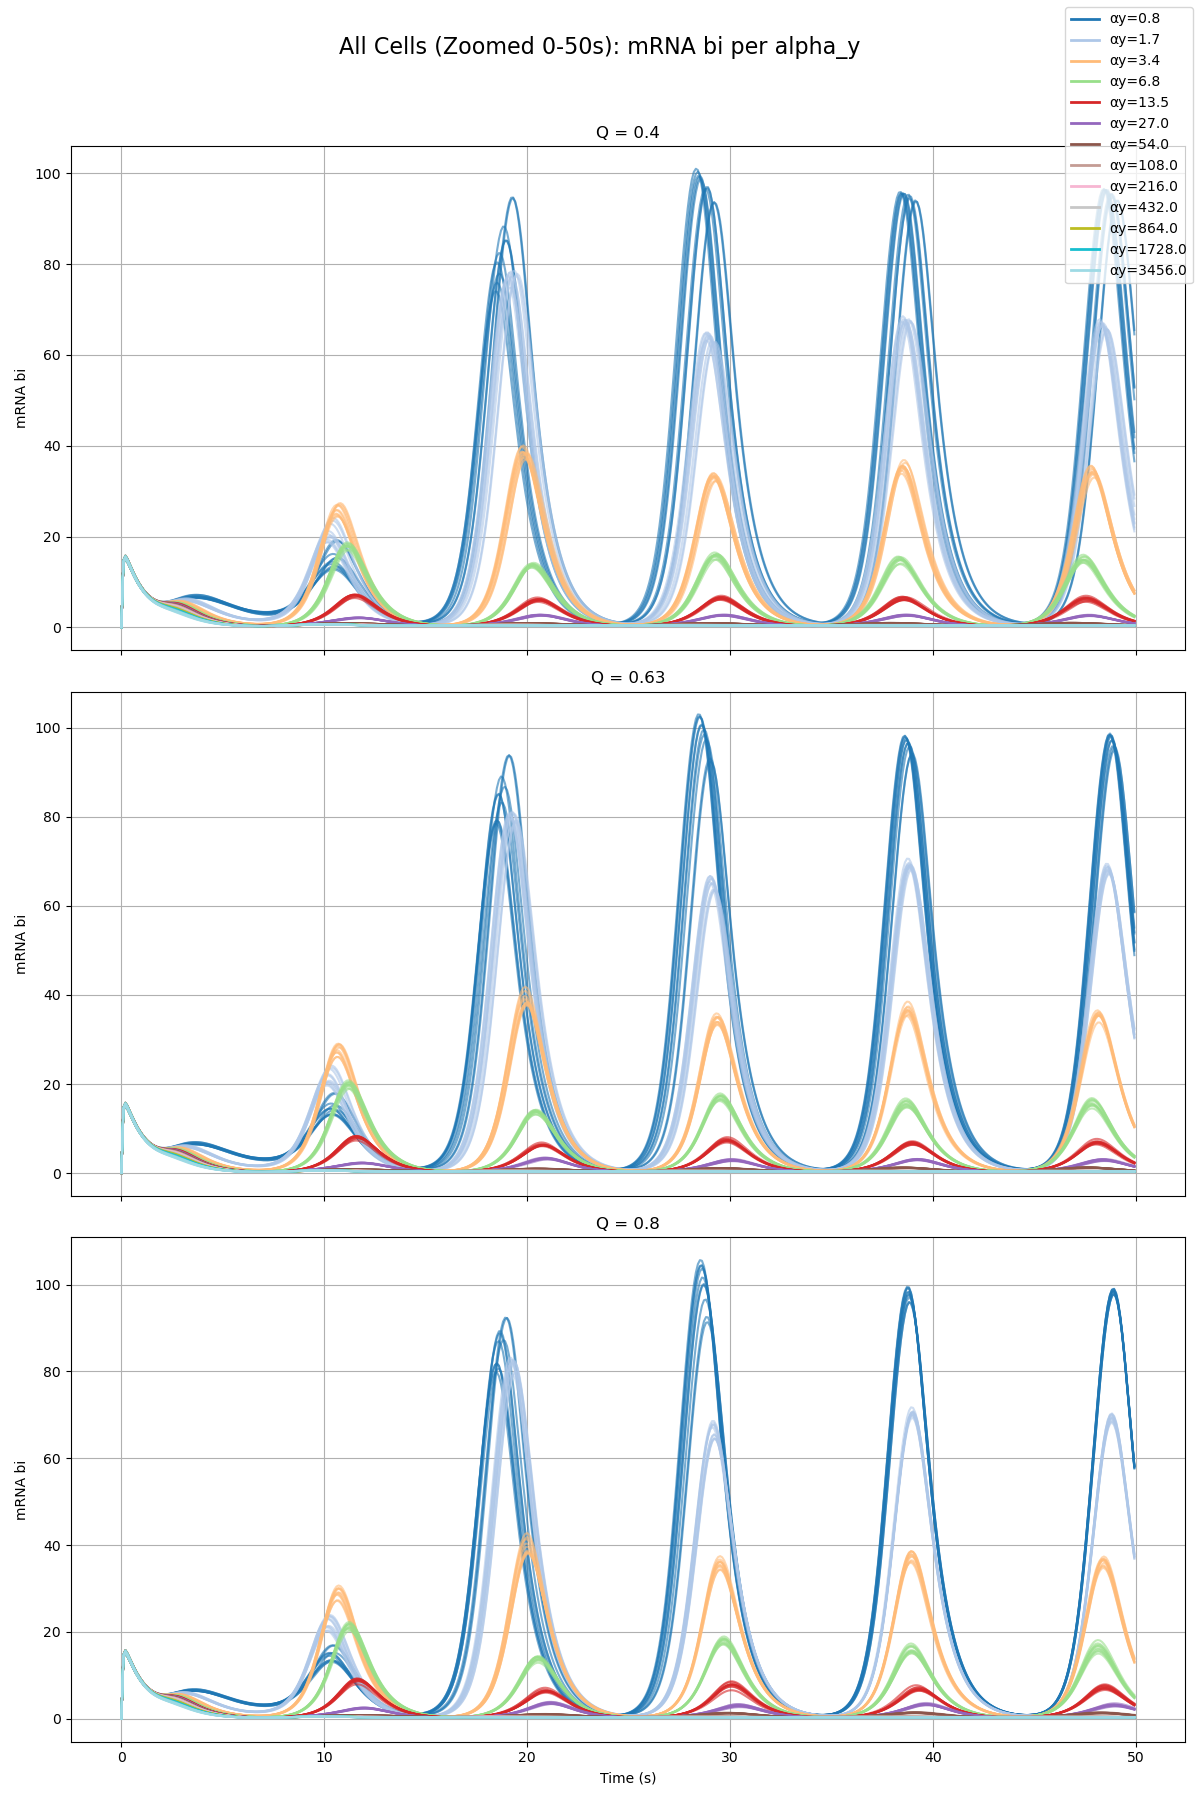 All Cells (Zoomed 0-50s): mRNA bi per alpha_y
αy=0.8
αy=1.7
αy=3.4
αy=6.8
αy=13.5
αy=27.0
αy=54.0
αy=108.0
αy=216.0
αy=432.0
αy=864.0
αy=1728.0
αy=3456.0
Q = 0.4
mRNA bi
100
80
60
40
20
0
Q = 0.63
mRNA bi
100
80
60
40
20
0
Q = 0.8
mRNA bi
100
80
60
40
20
0
0 10 20 30 40 50
Time (s)